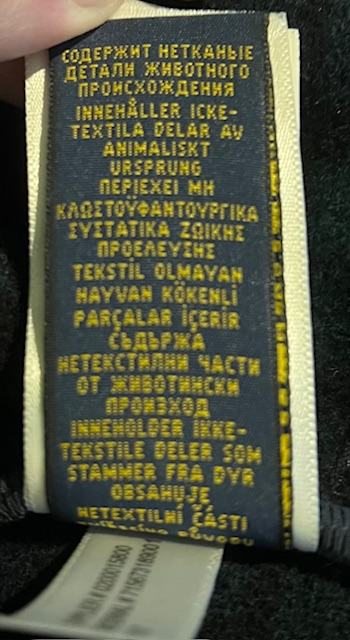 СОДЕРЖИТ НЕТКАНЫЕ
ДЕТАЛИ ЖИВОТНОГО
ПРОИСХОЖДЕНИЯ
INNEHÅLLER ICKE-
TEXTILA DELAR AV
ANIMALISKT
URSPRUNG
ΠΕΡΙΕΧΕΙ ΜΗ
ΚΛΩΣΤΟΫΦΑΝΤΟΥΡΓΙΚΑ
ΣΥΣΤΑΤΙΚΑ ΖΩΙΚΗΣ
ΠΡΟΕΛΕΥΣΗΣ
TEKSTİL OLMAYAN
HAYVAN KÖKENLİ
PARÇALAR İÇERİR
СЪДЪРЖА
НЕТЕКСТИЛНИ ЧАСТИ
ОТ ЖИВОТИНСКИ
ПРОИЗХОД
INNEHOLDER IKKE-
TEKSTILE DELER SOM
STAMMER FRA DYR
OBSAHUJE
NETEXTILNÍ ČÁSTI